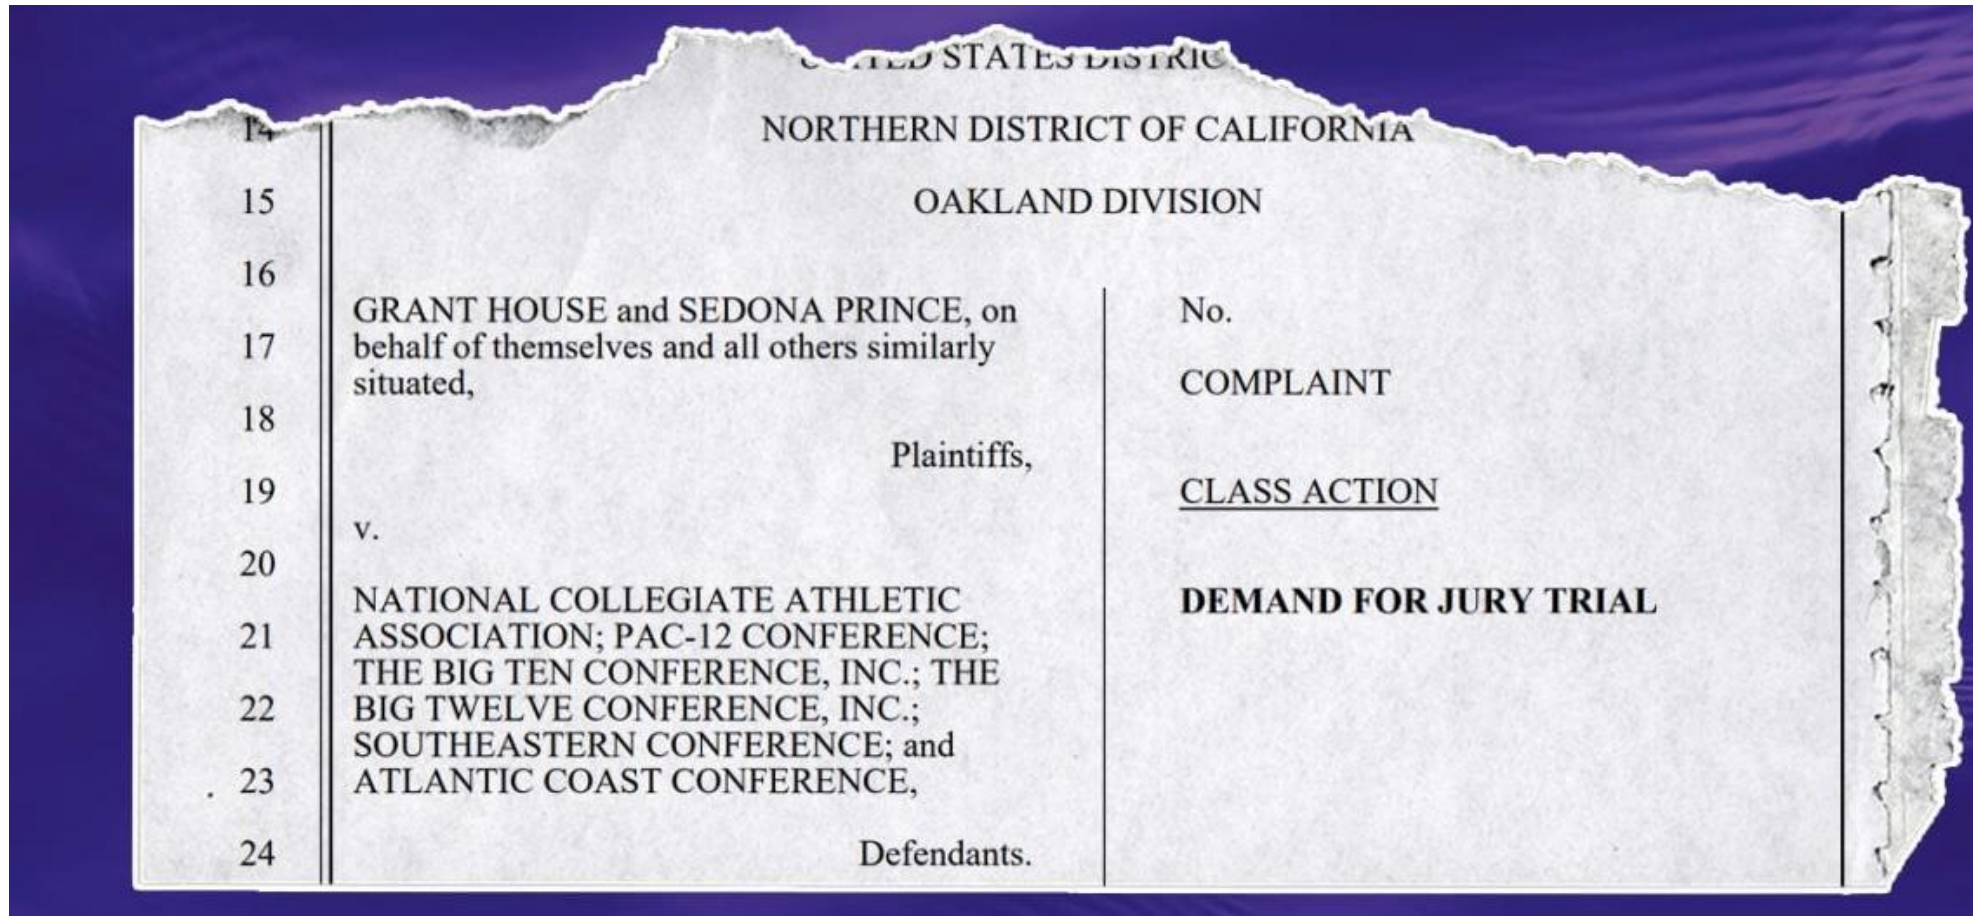 STATES
14
NORTHERN DISTRICT OF CALIFORNIA
15
OAKLAND DIVISION
16
GRANT HOUSE and SEDONA PRINCE, on
No.
17
behalf of themselves and all others similarly
situated,
COMPLAINT
18
Plaintiffs,
19
CLASS ACTION
v.
20
NATIONAL COLLEGIATE ATHLETIC
DEMAND FOR JURY TRIAL
21
ASSOCIATION; PAC-12 CONFERENCE;
THE BIG TEN CONFERENCE, INC.; THE
22
BIG TWELVE CONFERENCE, INC.;
SOUTHEASTERN CONFERENCE; and
23
ATLANTIC COAST CONFERENCE,
24
Defendants.